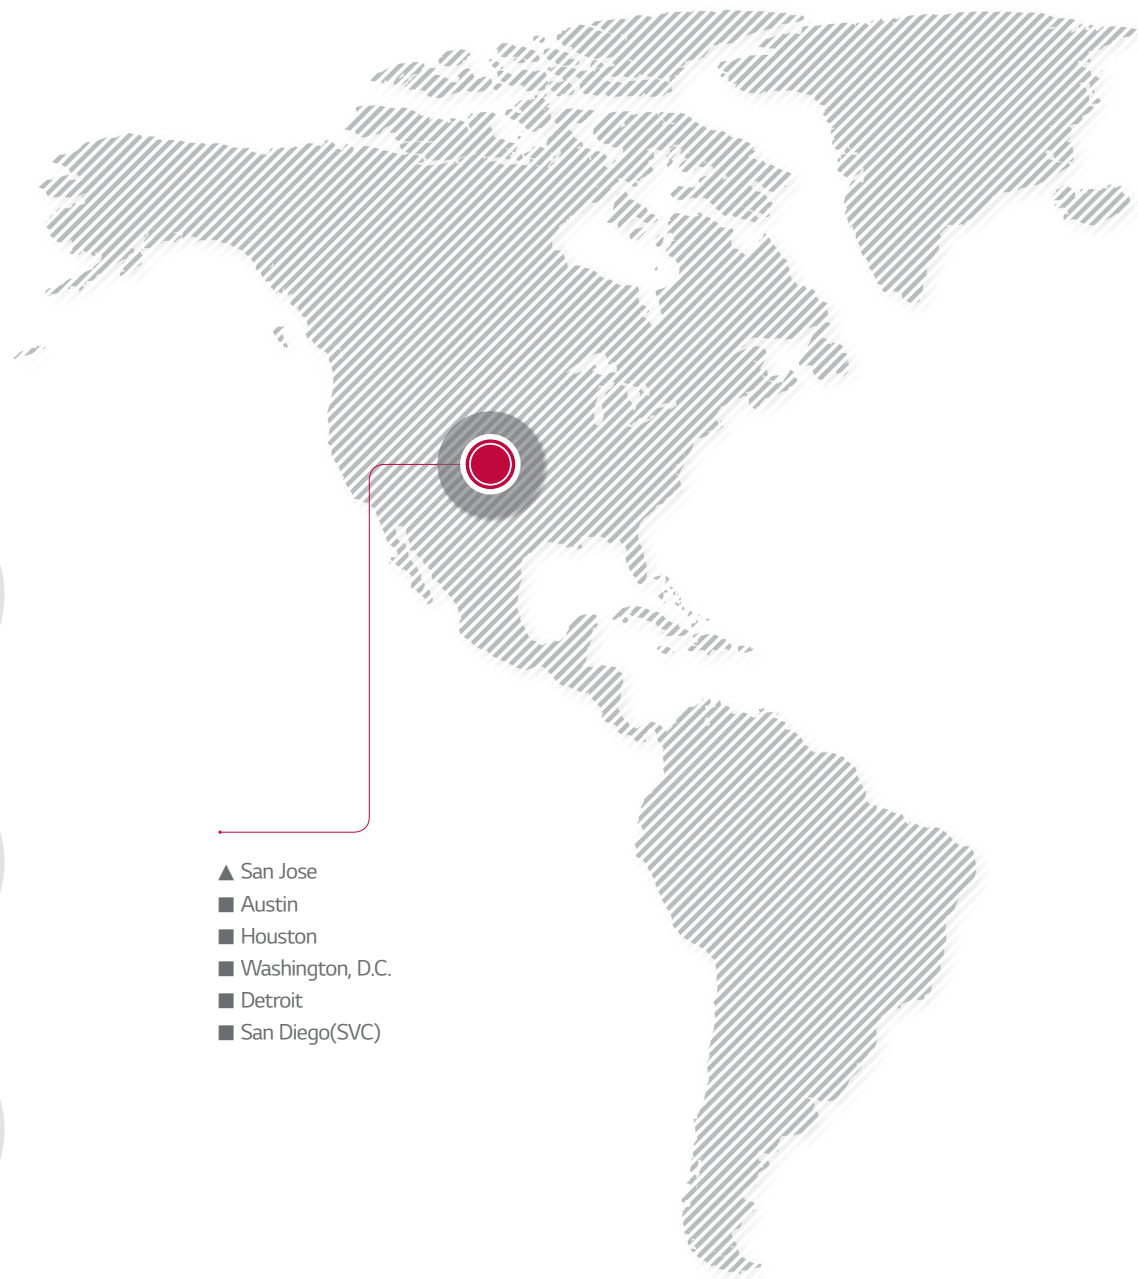 ▲ San Jose
■ Austin
■ Houston
■ Washington, D.C.
■ Detroit
■ San Diego(SVC)